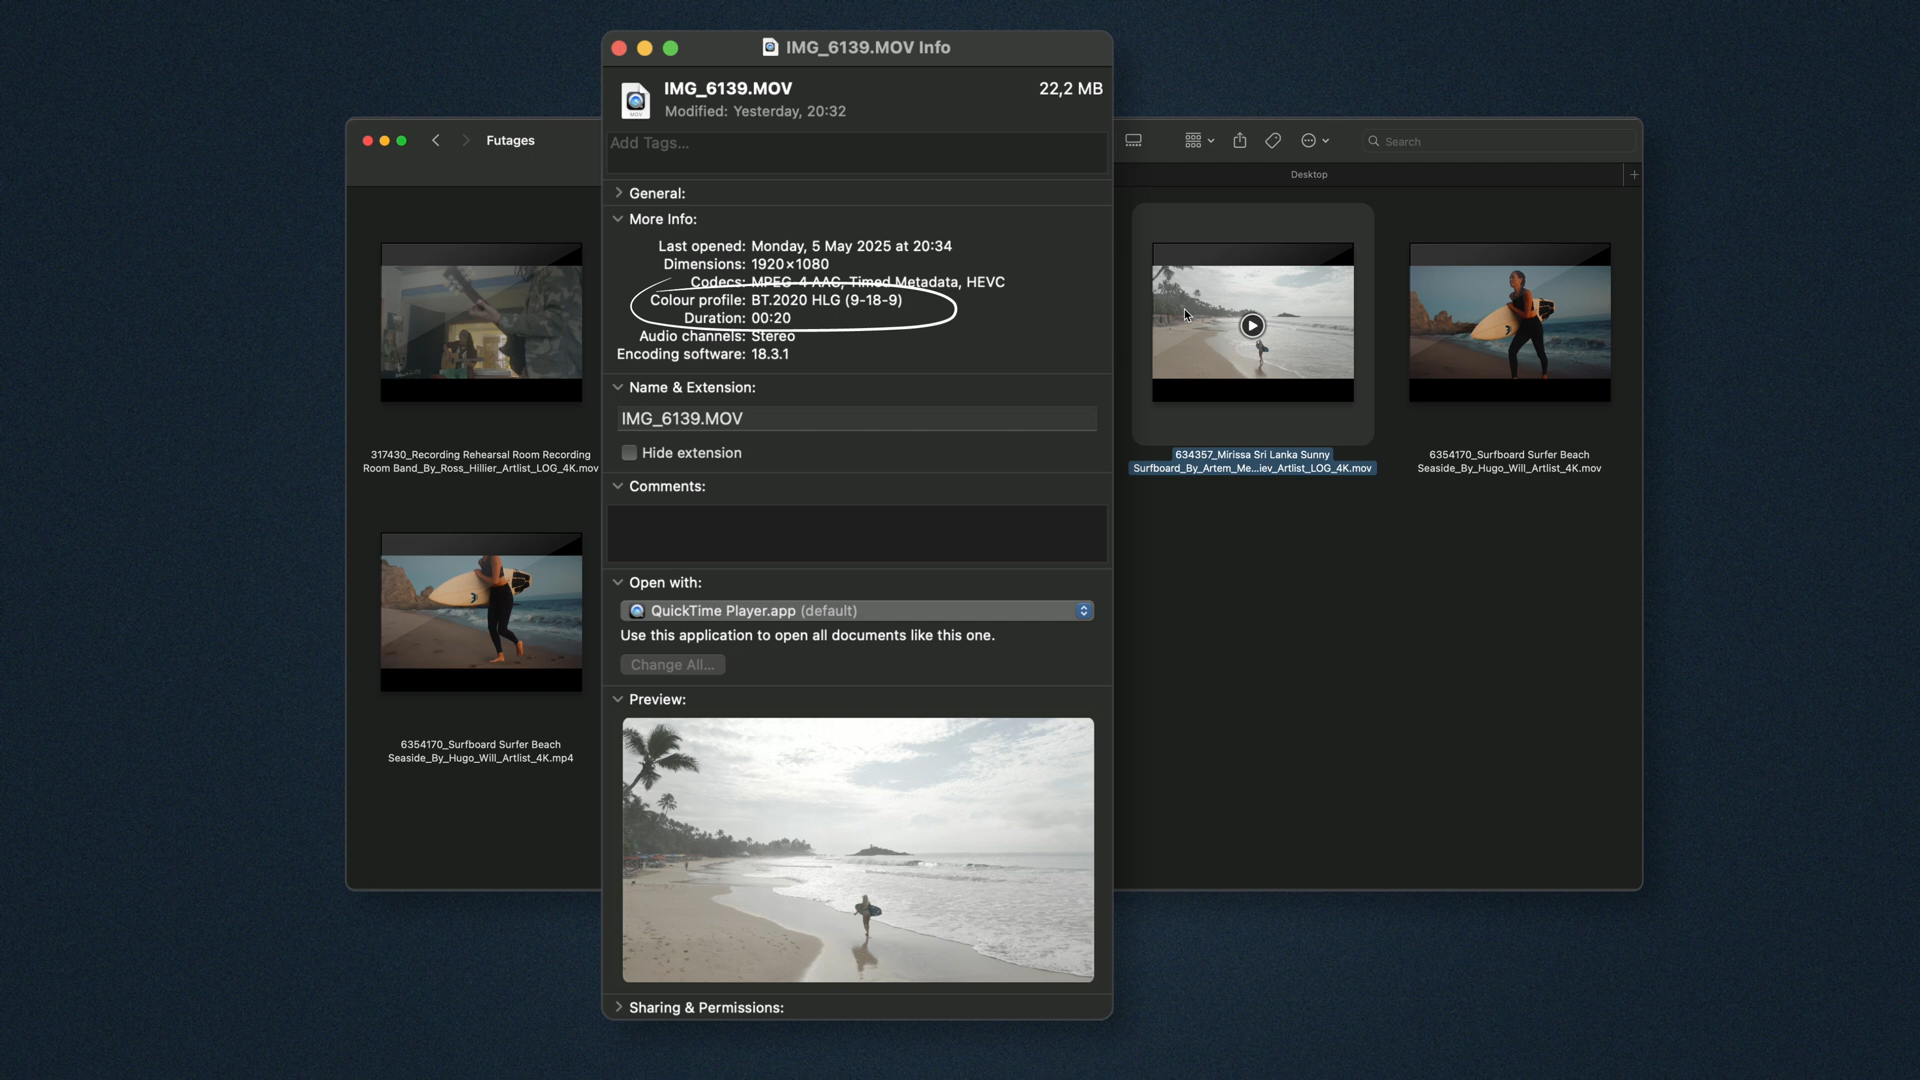 IMG_6139.MOV Info
IMG_6139.MOV
22,2 MB
Modified: Yesterday, 20:32
Add Tags...
General:
More Info:
Last opened: Monday, 5 May 2025 at 20:34
Dimensions: 1920×1080
Codecs: MPEG-4 AAC, Timed Metadata, HEVC
Colour profile: BT.2020 HLG (9-18-9)
Duration: 00:20
Audio channels: Stereo
Encoding software: 18.3.1
Name & Extension:
IMG_6139.MOV
Hide extension
Comments:
Open with:
QuickTime Player.app (default)
Use this application to open all documents like this one.
Change All...
Preview:
Sharing & Permissions:
Futages
Search
Desktop
317430_Recording Rehearsal Room Recording
Room Band_By_Ross_Hillier_Artlist_LOG_4K.mov
634357_Mirissa Sri Lanka Sunny
Surfboard_By_Artem_Me...iev_Artlist_LOG_4K.mov
6354170_Surfboard Surfer Beach
Seaside_By_Hugo_Will_Artlist_4K.mov
6354170_Surfboard Surfer Beach
Seaside_By_Hugo_Will_Artlist_4K.mp4
MOV